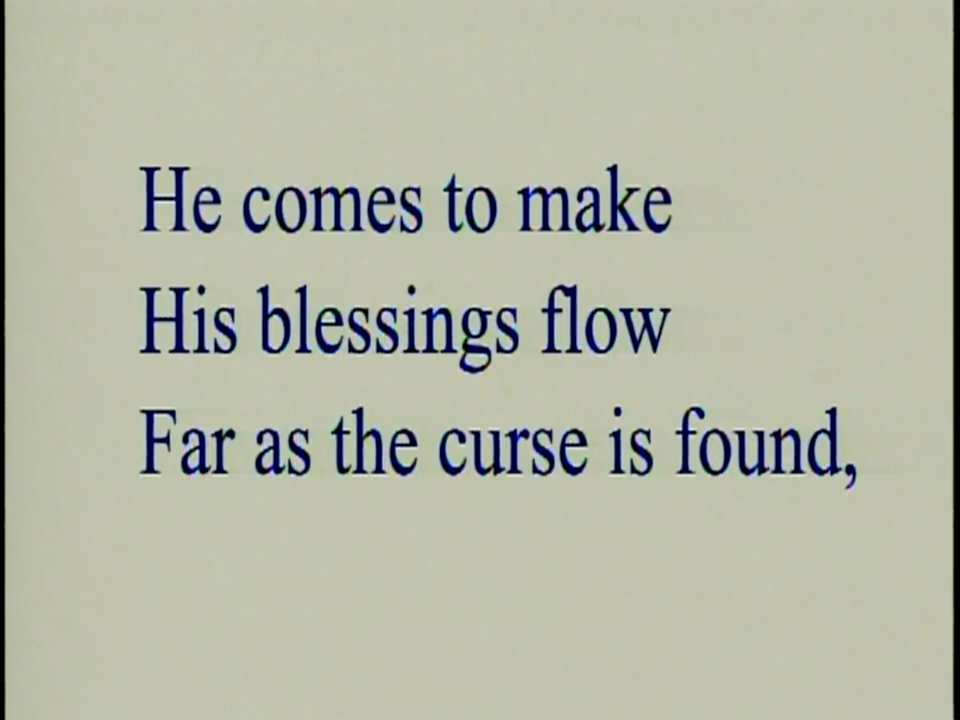 He comes to make
His blessings flow
Far as the curse is found,